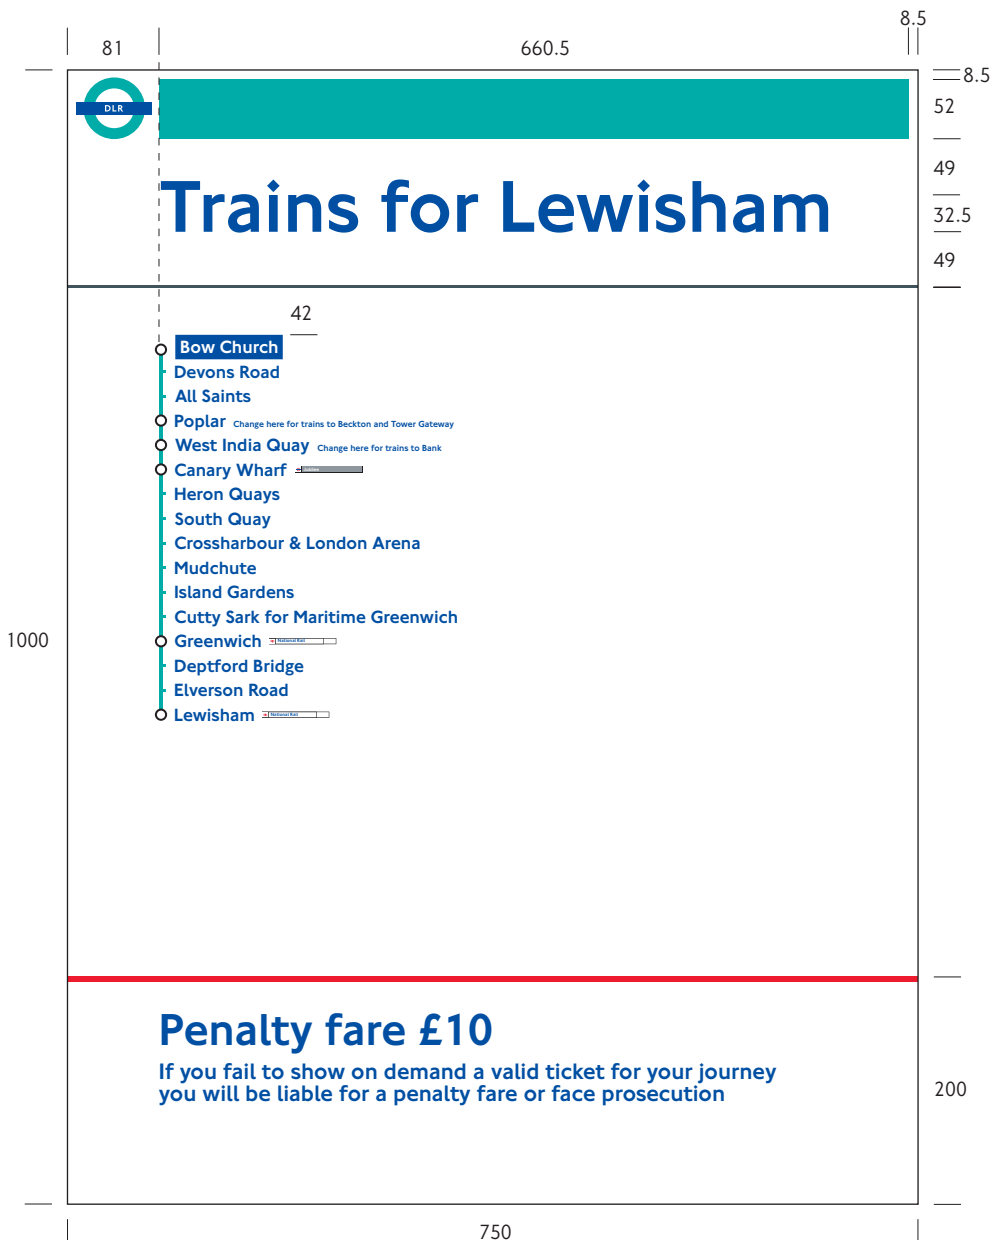 8.5
81
660.5
8.5
DLR
52
49
Trains for Lewisham
32.5
49
42
Bow Church
Devons Road
All Saints
Poplar Change here for trains to Beckton and Tower Gateway
West India Quay Change here for trains to Bank
Canary Wharf
Heron Quays
South Quay
Crossharbour & London Arena
Mudchute
Island Gardens
Cutty Sark for Maritime Greenwich
1000
Greenwich National Rail
Deptford Bridge
Elverson Road
Lewisham National Rail
Penalty fare £10
If you fail to show on demand a valid ticket for your journey
you will be liable for a penalty fare or face prosecution
200
750